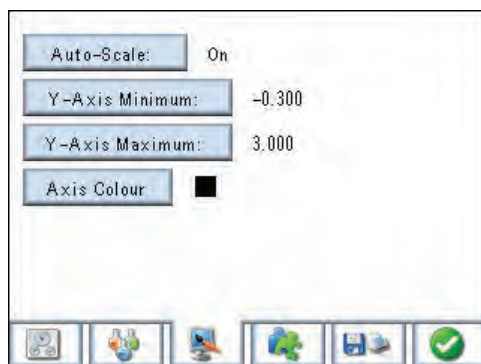 Auto-Scale: On
Y-Axis Minimum: -0.300
Y-Axis Maximum: 3.000
Axis Colour